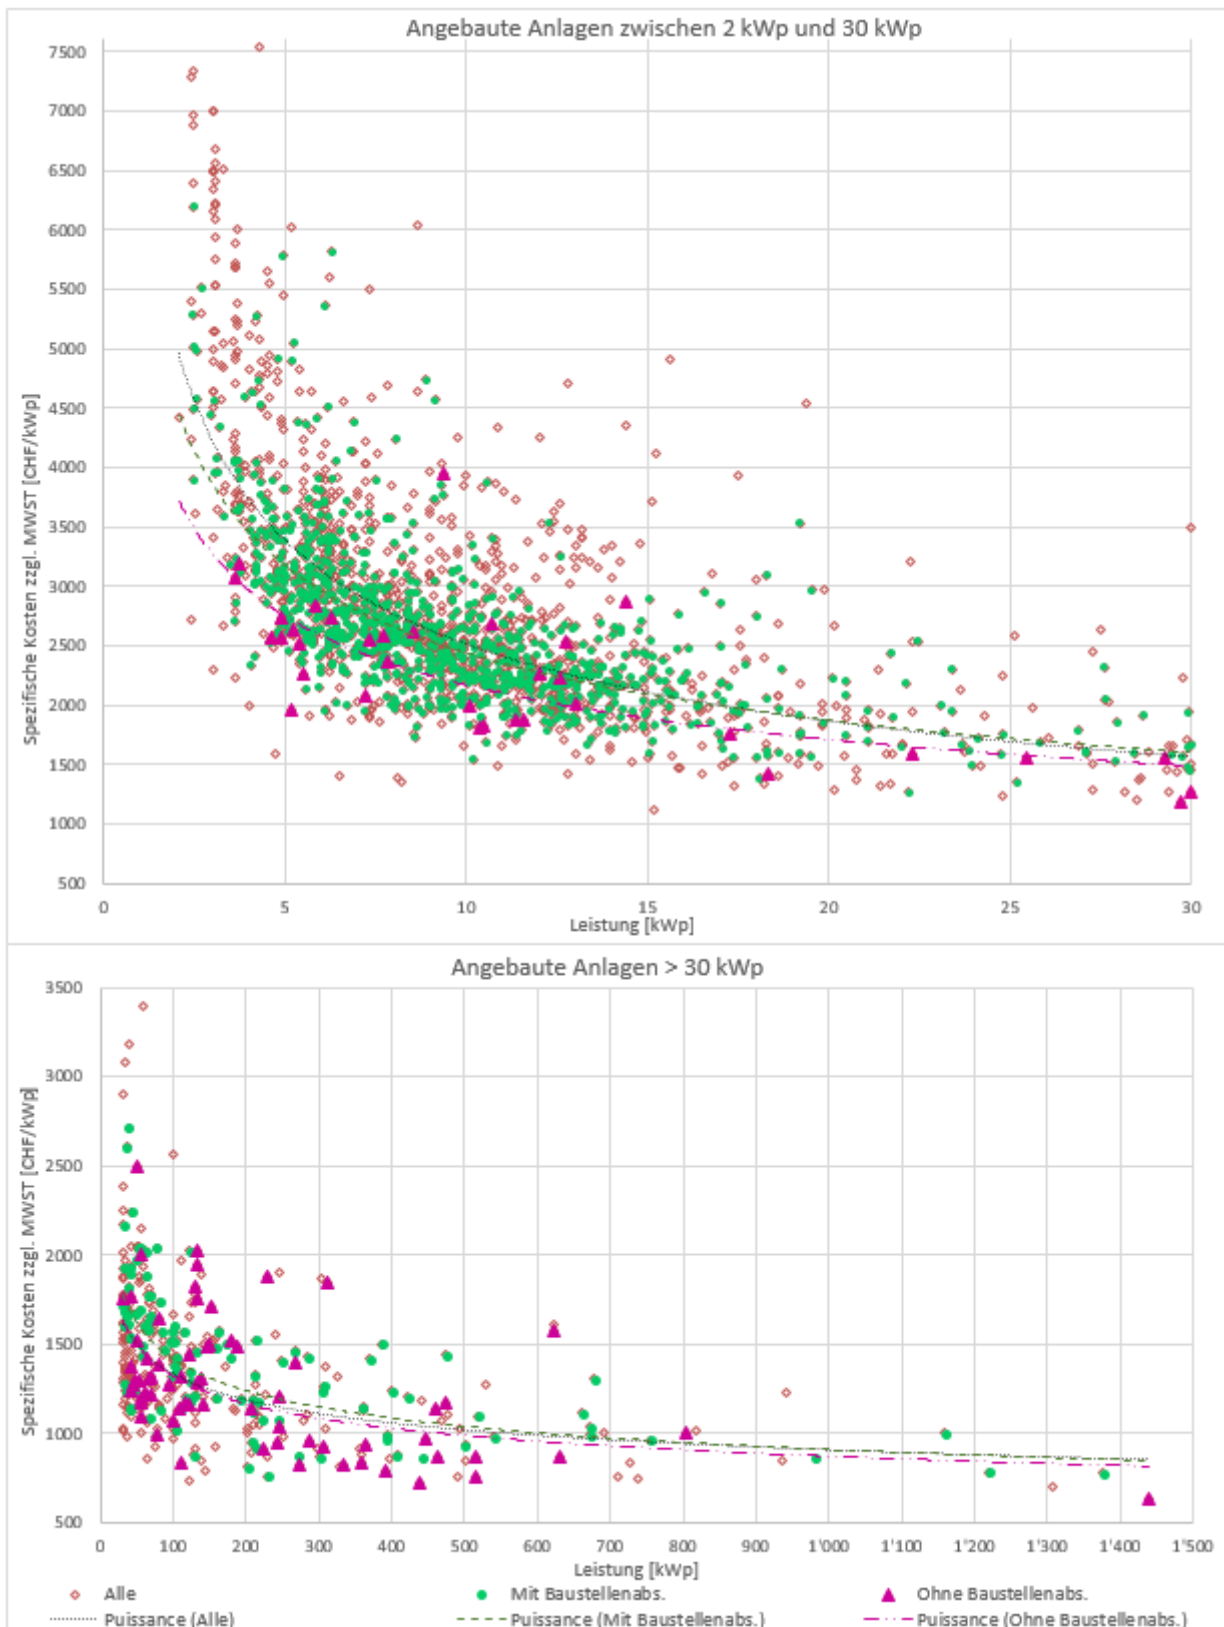 Angebaute Anlagen zwischen 2 kWp und 30 kWp
7500
7000
6500
6000
5500
5000
4500
4000
3500
3000
2500
2000
1500
1000
500
Spezifische Kosten zzgl. MWST [CHF/kWp]
0 5 10 15 20 25 30
Leistung [kWp]
Angebaute Anlagen > 30 kWp
3500
3000
2500
2000
1500
1000
500
Spezifische Kosten zzgl. MWST [CHF/kWp]
0 100 200 300 400 500 600 700 800 900 1'000 1'100 1'200 1'300 1'400 1'500
Leistung [kWp]
Alle Mit Baustellenabs. Ohne Baustellenabs.
Puissance (Alle) Puissance (Mit Baustellenabs.) Puissance (Ohne Baustellenabs.)